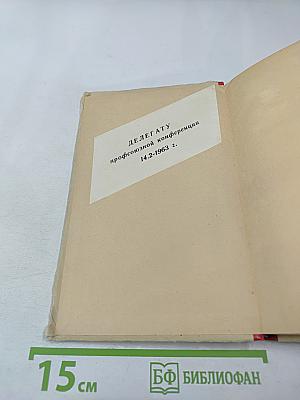 ДЕЛЕГАТУ
профсоюзной конференции
14.2-1963 г.
15 см
БФ БИБЛИОФАН